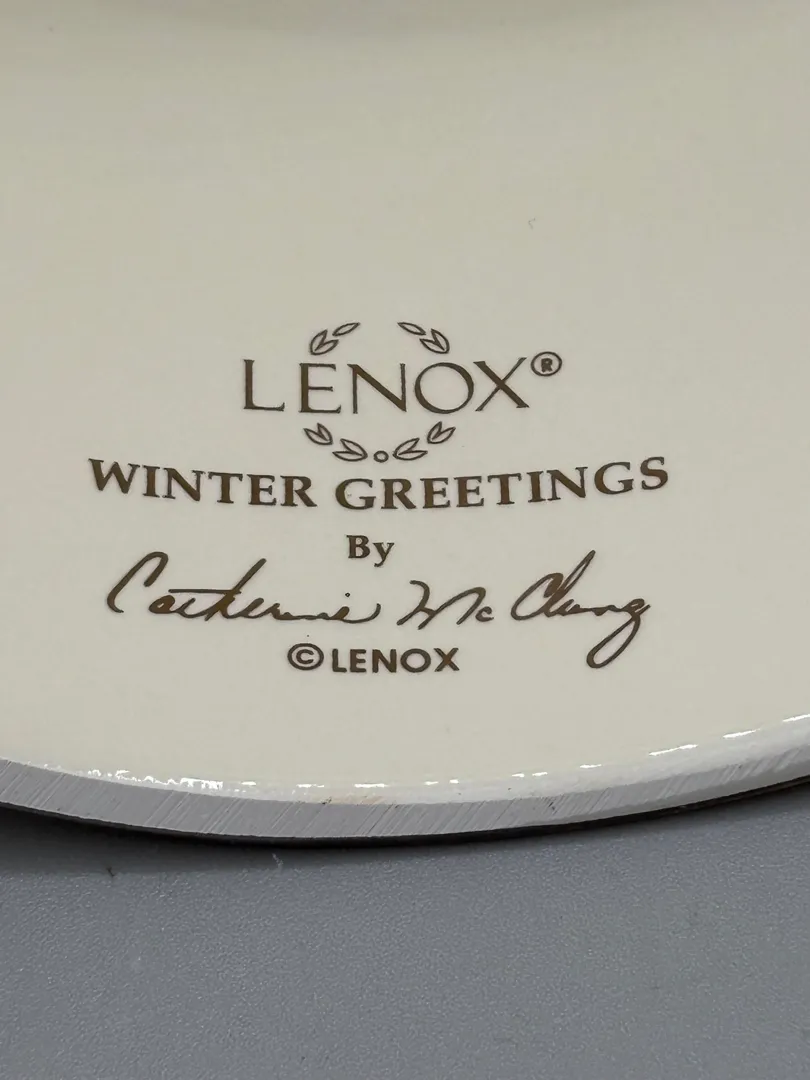 LENOX®
WINTER GREETINGS
By
Catherine McClung
©LENOX